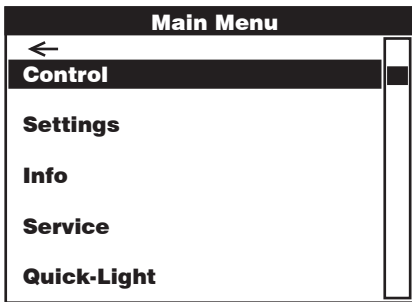 Main Menu
←
Control
Settings
Info
Service
Quick-Light